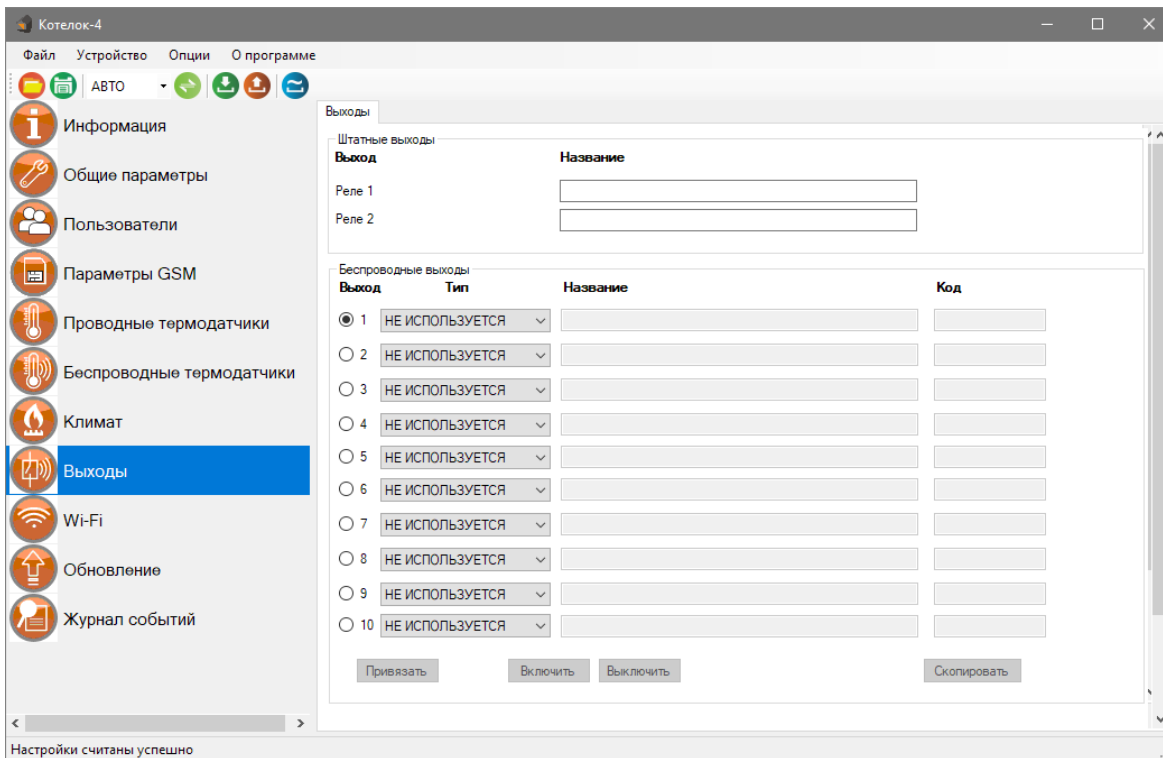 Котелок-4
Файл Устройство Опции О программе
АВТО
Информация
Общие параметры
Пользователи
Параметры GSM
Проводные термодатчики
Беспроводные термодатчики
Климат
Выходы
Wi-Fi
Обновление
Журнал событий
Выходы
Штатные выходы
Выход Название
Реле 1
Реле 2
Беспроводные выходы
Выход Тип Название Код
1 НЕ ИСПОЛЬЗУЕТСЯ
2 НЕ ИСПОЛЬЗУЕТСЯ
3 НЕ ИСПОЛЬЗУЕТСЯ
4 НЕ ИСПОЛЬЗУЕТСЯ
5 НЕ ИСПОЛЬЗУЕТСЯ
6 НЕ ИСПОЛЬЗУЕТСЯ
7 НЕ ИСПОЛЬЗУЕТСЯ
8 НЕ ИСПОЛЬЗУЕТСЯ
9 НЕ ИСПОЛЬЗУЕТСЯ
10 НЕ ИСПОЛЬЗУЕТСЯ
Привязать Включить Выключить Скопировать
Настройки считаны успешно